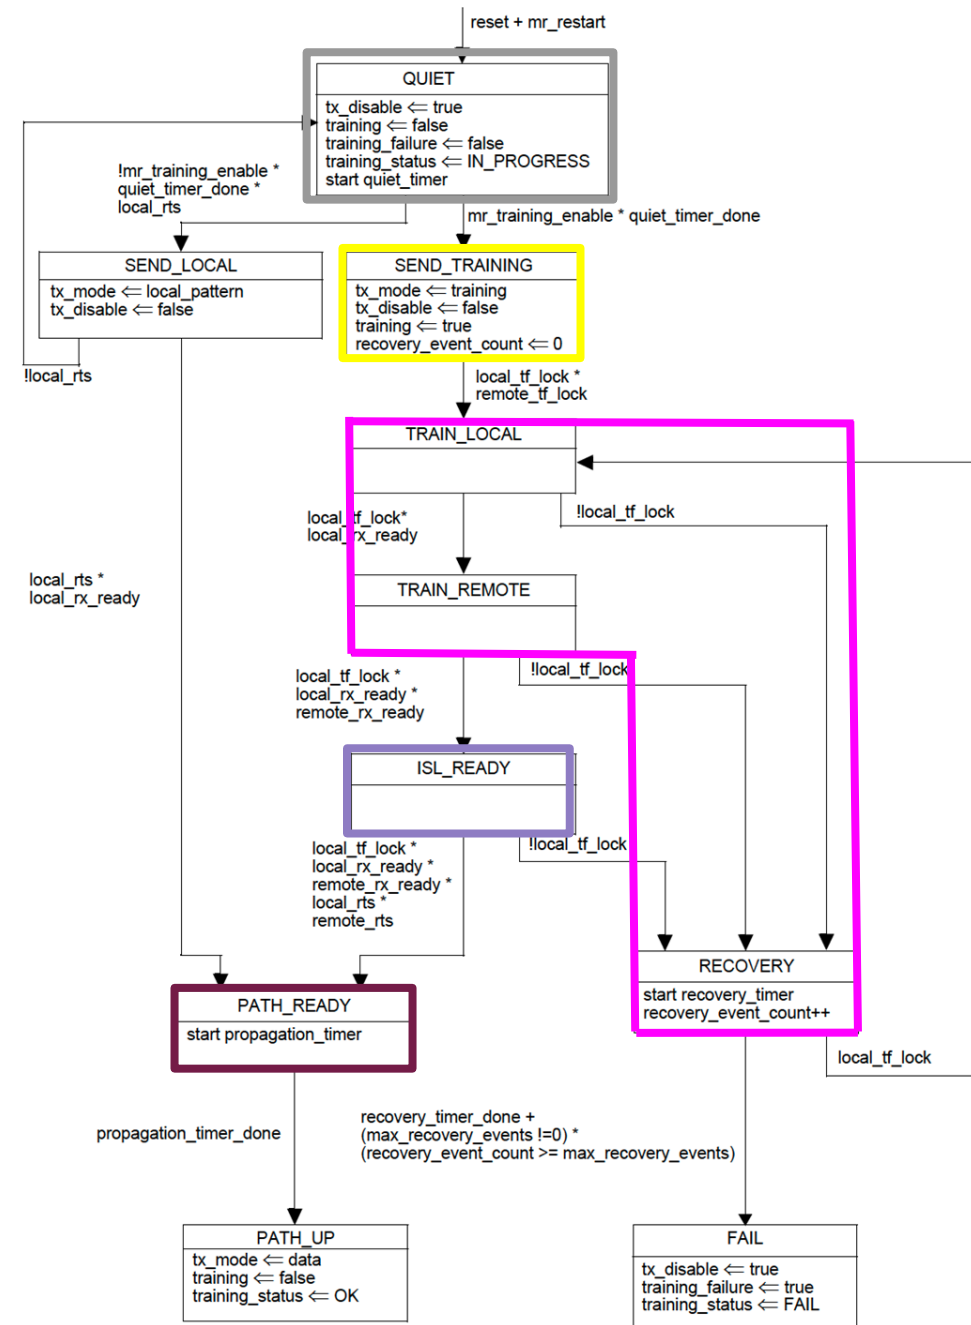 reset + mr_restart
QUIET
tx_disable ⇐ true
training ⇐ false
training_failure ⇐ false
training_status ⇐ IN_PROGRESS
start quiet_timer
!mr_training_enable *
quiet_timer_done *
local_rts
mr_training_enable * quiet_timer_done
SEND_LOCAL
tx_mode ⇐ local_pattern
tx_disable ⇐ false
SEND_TRAINING
tx_mode ⇐ training
tx_disable ⇐ false
training ⇐ true
recovery_event_count ⇐ 0
!local_rts
local_tf_lock *
remote_tf_lock
TRAIN_LOCAL
local_tf_lock*
local_rx_ready
!local_tf_lock
local_rts *
local_rx_ready
TRAIN_REMOTE
local_tf_lock *
local_rx_ready *
remote_rx_ready
!local_tf_lock
ISL_READY
local_tf_lock *
local_rx_ready *
remote_rx_ready *
local_rts *
remote_rts
!local_tf_lock
RECOVERY
start recovery_timer
recovery_event_count++
PATH_READY
start propagation_timer
local_tf_lock
propagation_timer_done
recovery_timer_done +
(max_recovery_events !=0) *
(recovery_event_count >= max_recovery_events)
PATH_UP
tx_mode ⇐ data
training ⇐ false
training_status ⇐ OK
FAIL
tx_disable ⇐ true
training_failure ⇐ true
training_status ⇐ FAIL